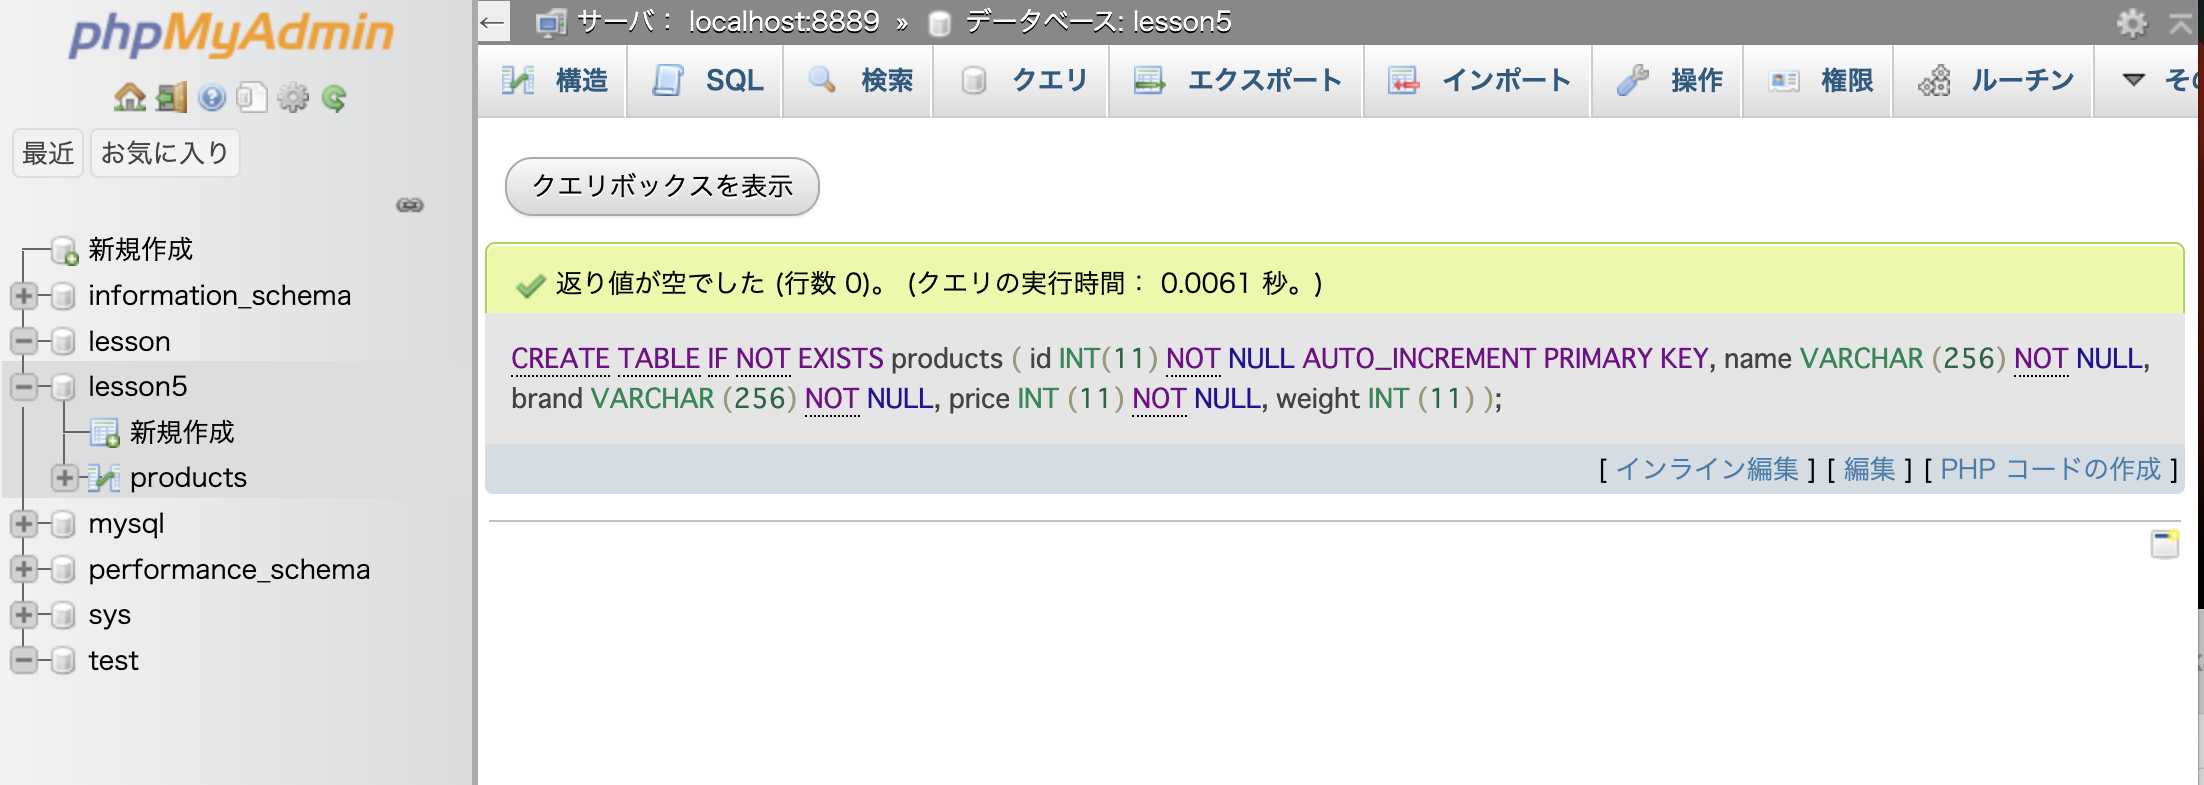 phpMyAdmin
最近 お気に入り
新規作成
information_schema
lesson
lesson5
新規作成
products
mysql
performance_schema
sys
test
← サーバ： localhost:8889 » データベース: lesson5
構造 SQL 検索 クエリ エクスポート インポート 操作 権限 ルーチン
クエリボックスを表示
返り値が空でした (行数 0)。 (クエリの実行時間： 0.0061 秒。)
CREATE TABLE IF NOT EXISTS products ( id INT(11) NOT NULL AUTO_INCREMENT PRIMARY KEY, name VARCHAR (256) NOT NULL,
brand VARCHAR (256) NOT NULL, price INT (11) NOT NULL, weight INT (11) );
[ インライン編集 ] [ 編集 ] [ PHP コードの作成 ]